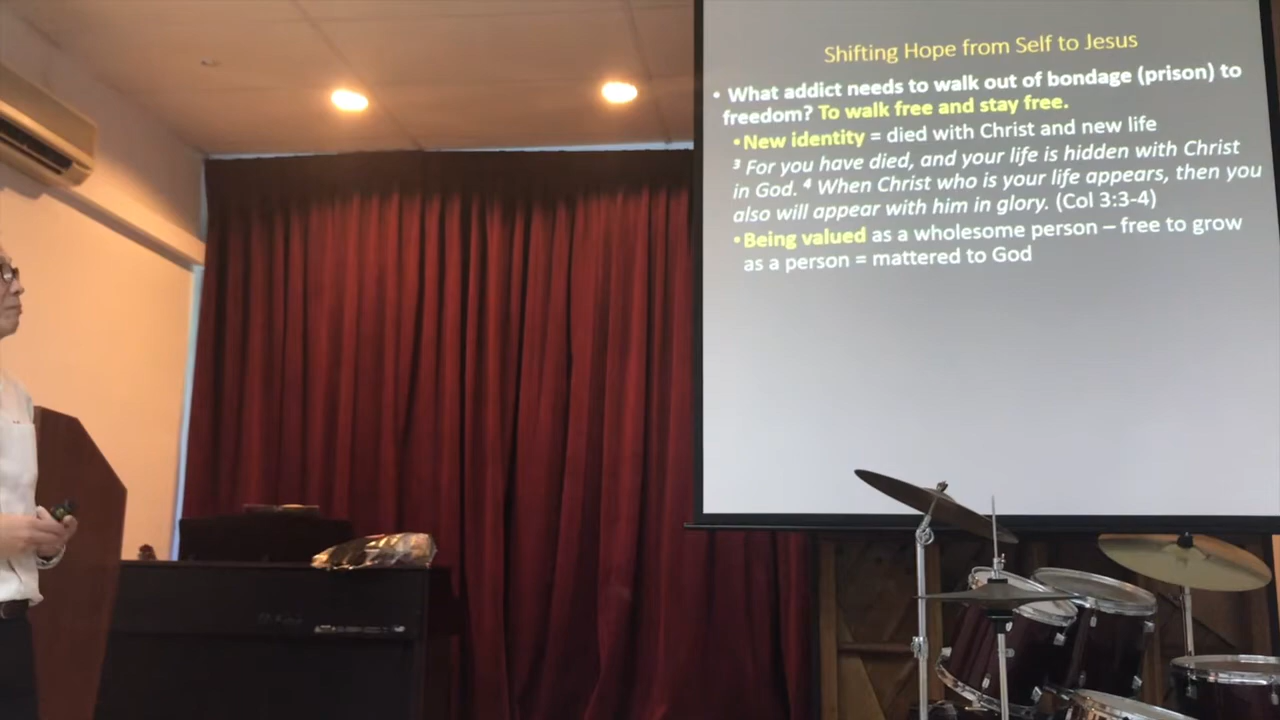 Shifting Hope from Self to Jesus
• What addict needs to walk out of bondage (prison) to
freedom? To walk free and stay free.
• New identity = died with Christ and new life
³ For you have died, and your life is hidden with Christ
in God. ⁴ When Christ who is your life appears, then you
also will appear with him in glory. (Col 3:3-4)
• Being valued as a wholesome person – free to grow
as a person = mattered to God